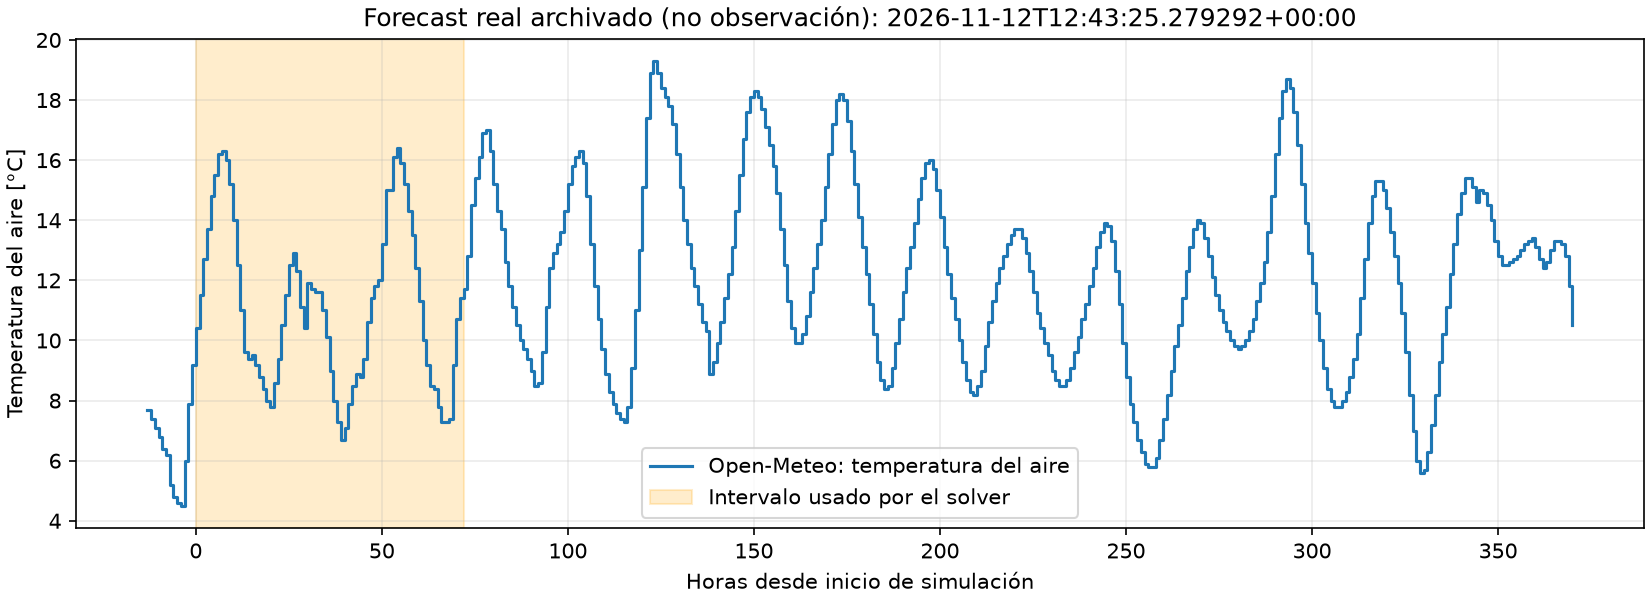 Forecast real archivado (no observación): 2026-11-12T12:43:25.279292+00:00
Temperatura del aire [°C]
20
18
16
14
12
10
8
6
4
Open-Meteo: temperatura del aire
Intervalo usado por el solver
0 50 100 150 200 250 300 350
Horas desde inicio de simulación